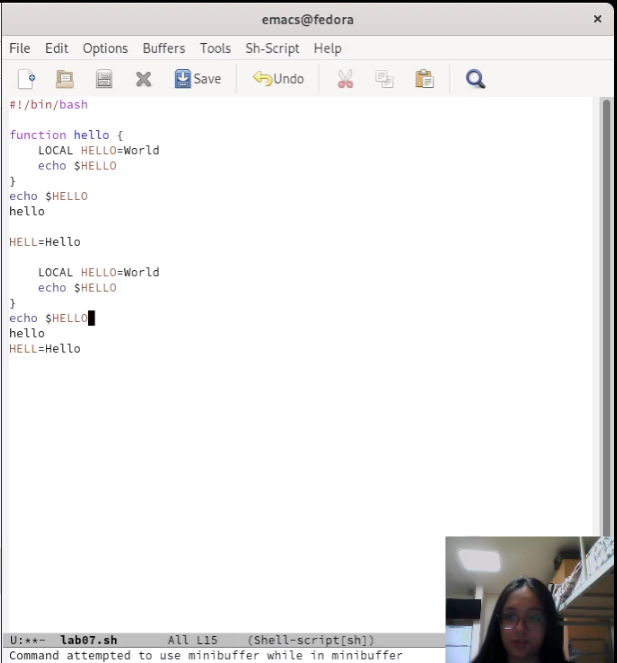 emacs@fedora
File Edit Options Buffers Tools Sh-Script Help
Save Undo
#!/bin/bash
function hello {
    LOCAL HELLO=World
    echo $HELLO
}
echo $HELLO
hello
HELL=Hello
    LOCAL HELLO=World
    echo $HELLO
}
echo $HELLO
hello
HELL=Hello
U:**- lab07.sh All L15 (Shell-script[sh])
Command attempted to use minibuffer while in minibuffer